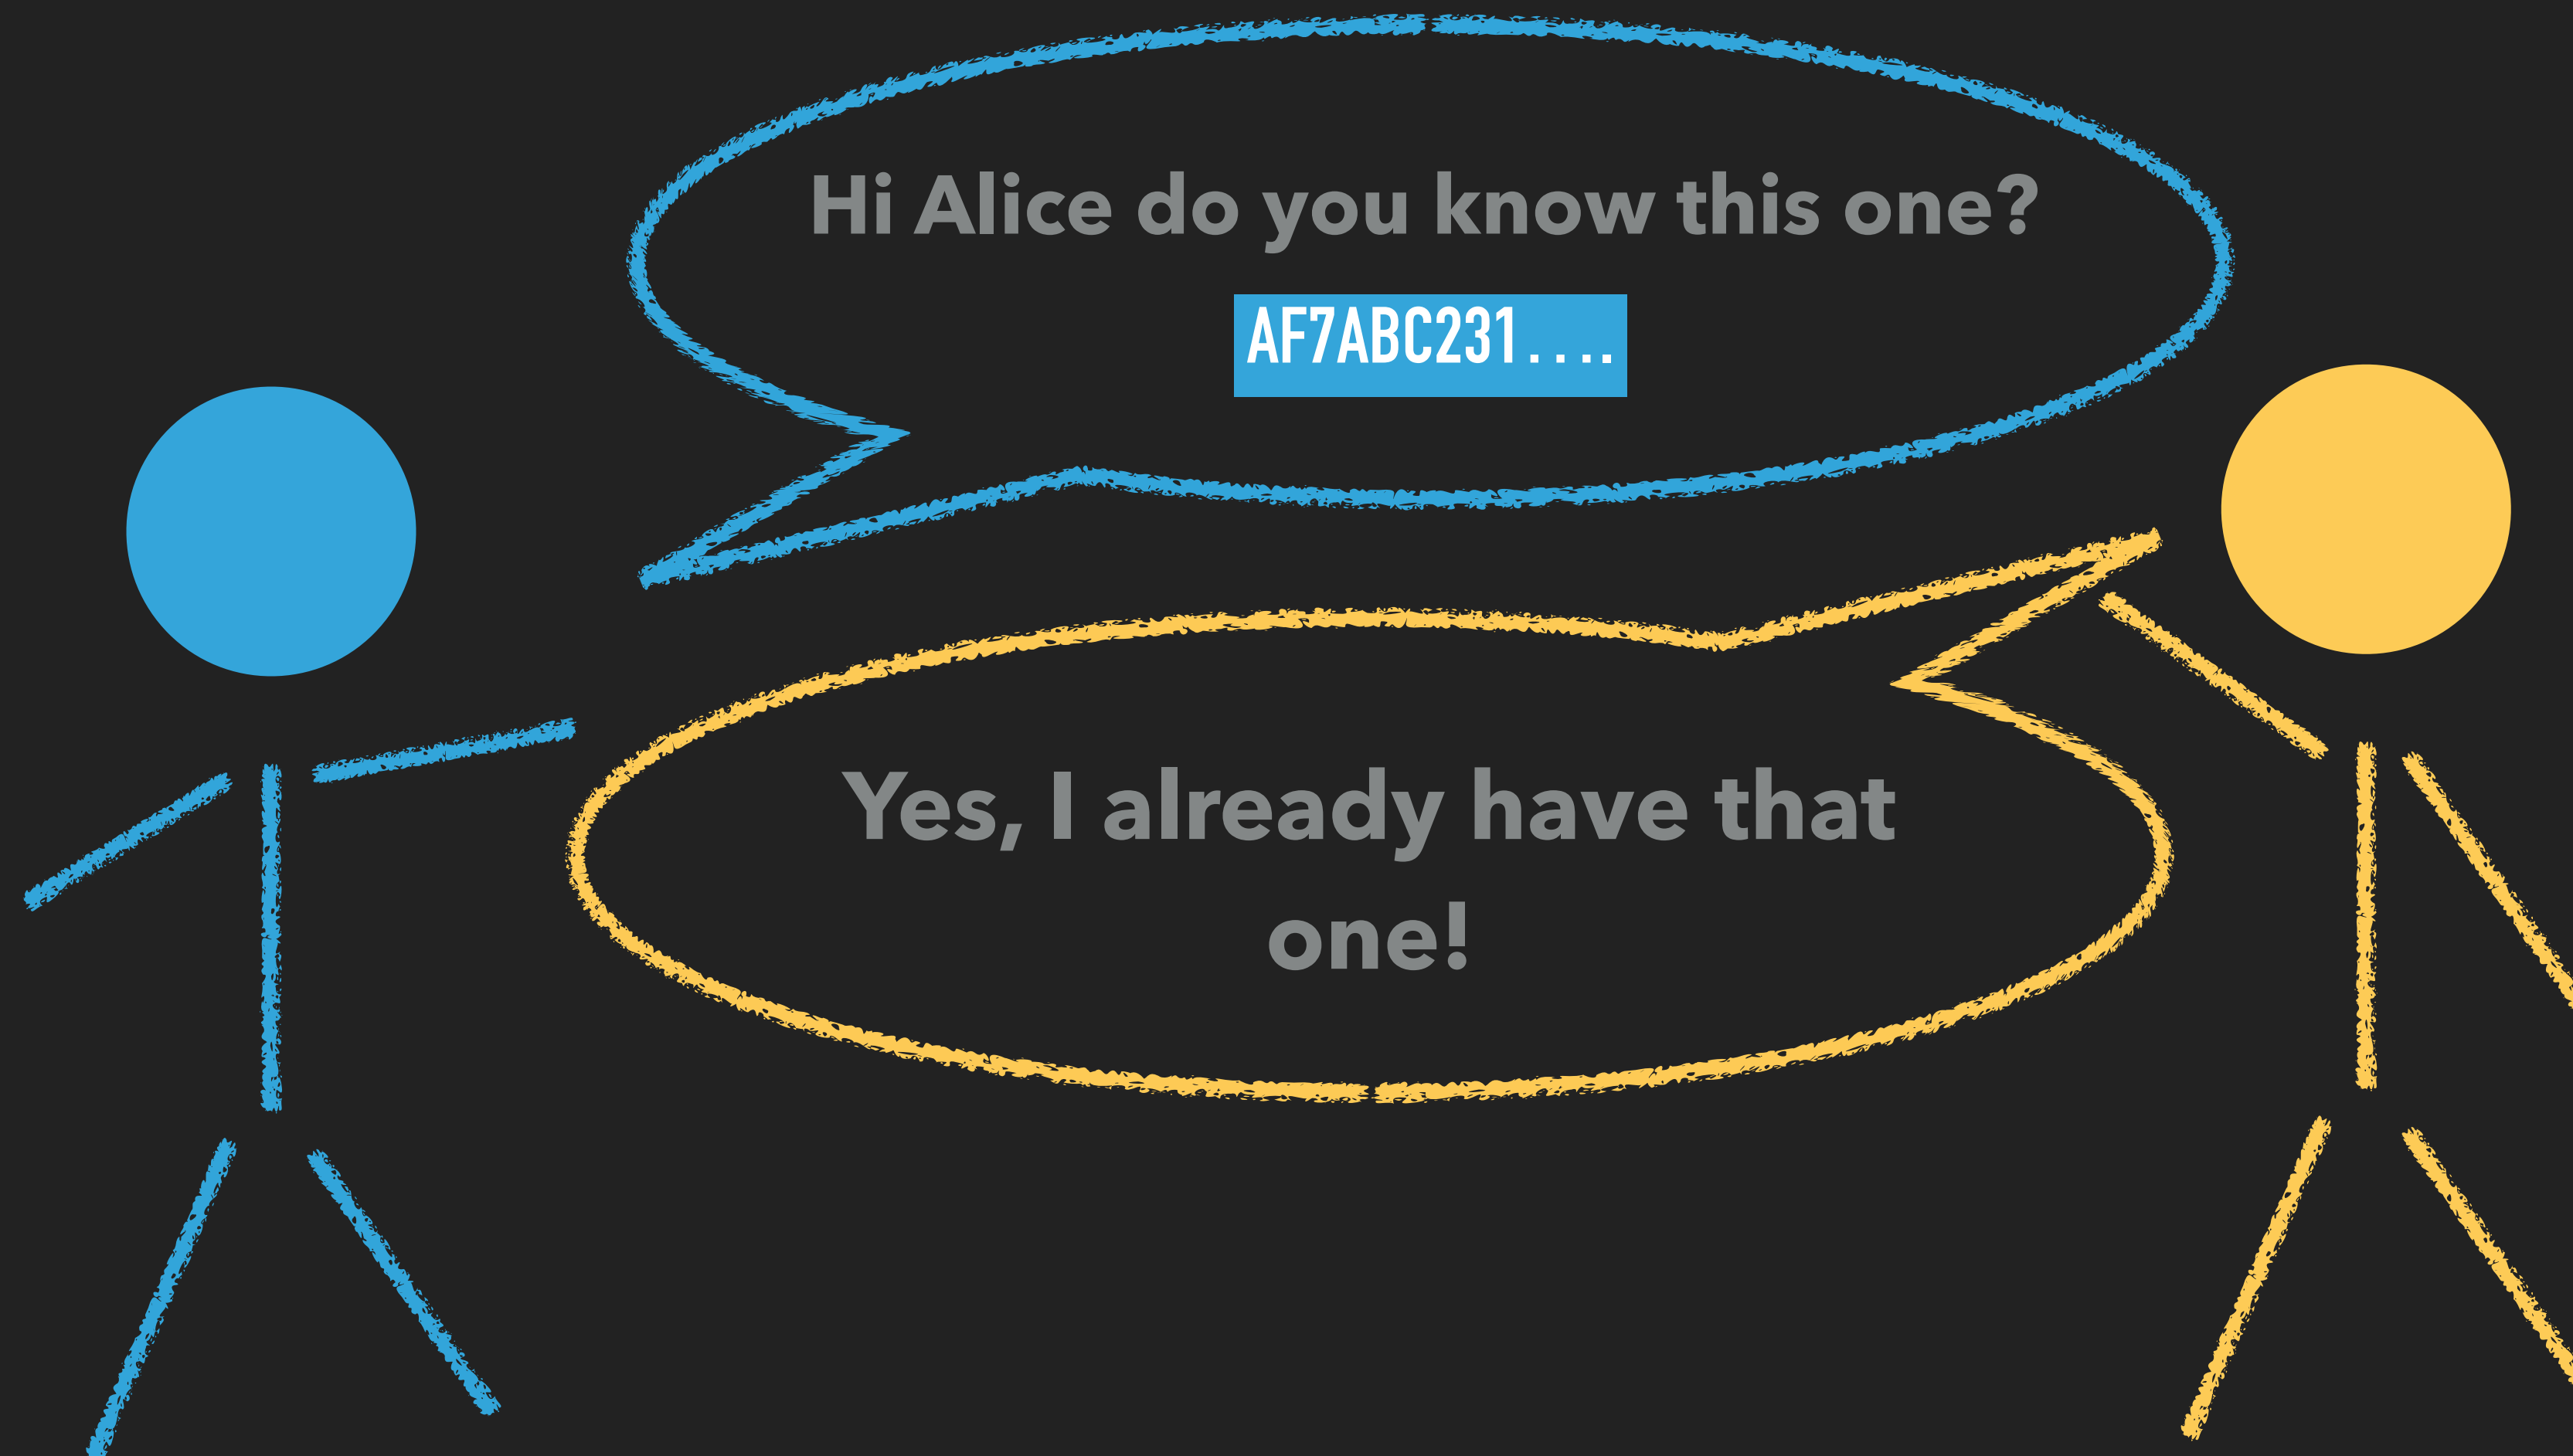 Hi Alice do you know this one?
AF7ABC231....
Yes, I already have that
one!